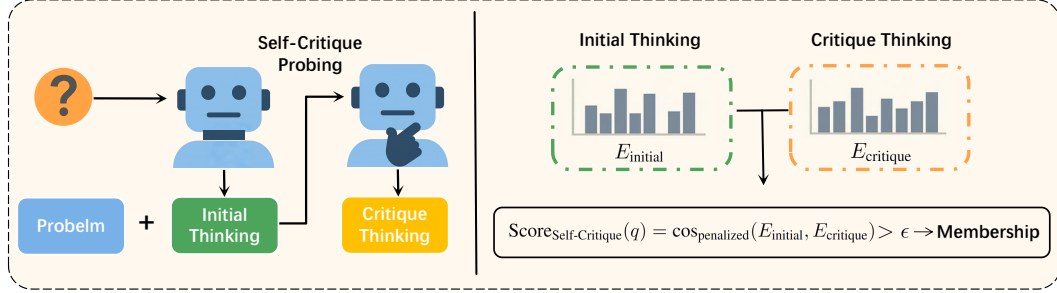 Self-Critique
Probing
?
Probelm
+
Initial
Thinking
Critique
Thinking
Initial Thinking
Critique Thinking
E_initial
E_critique
Score_Self-Critique(q) = cos_penalized(E_initial, E_critique) > ϵ → Membership